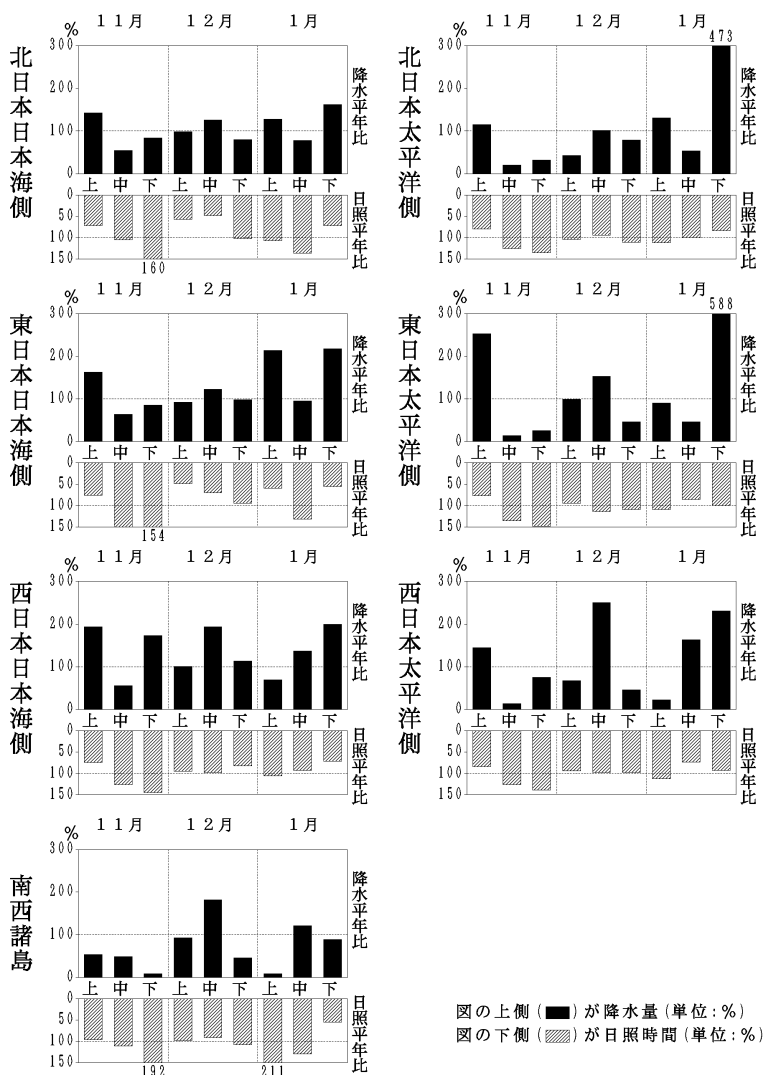 北日本日本海側
% 11月 12月 1月
300
200
100
0
降水平年比
上 中 下 上 中 下 上 中 下
0
50
100
150
日照平年比
160
北日本太平洋側
% 11月 12月 1月
473
300
200
100
0
降水平年比
上 中 下 上 中 下 上 中 下
0
50
100
150
日照平年比
東日本日本海側
% 11月 12月 1月
300
200
100
0
降水平年比
上 中 下 上 中 下 上 中 下
0
50
100
150
日照平年比
154
東日本太平洋側
% 11月 12月 1月
588
300
200
100
0
降水平年比
上 中 下 上 中 下 上 中 下
0
50
100
150
日照平年比
西日本日本海側
% 11月 12月 1月
300
200
100
0
降水平年比
上 中 下 上 中 下 上 中 下
0
50
100
150
日照平年比
西日本太平洋側
% 11月 12月 1月
300
200
100
0
降水平年比
上 中 下 上 中 下 上 中 下
0
50
100
150
日照平年比
南西諸島
% 11月 12月 1月
300
200
100
0
降水平年比
上 中 下 上 中 下 上 中 下
0
50
100
150
日照平年比
192 211
図の上側(■)が降水量(単位:%)
図の下側( )が日照時間(単位:%)